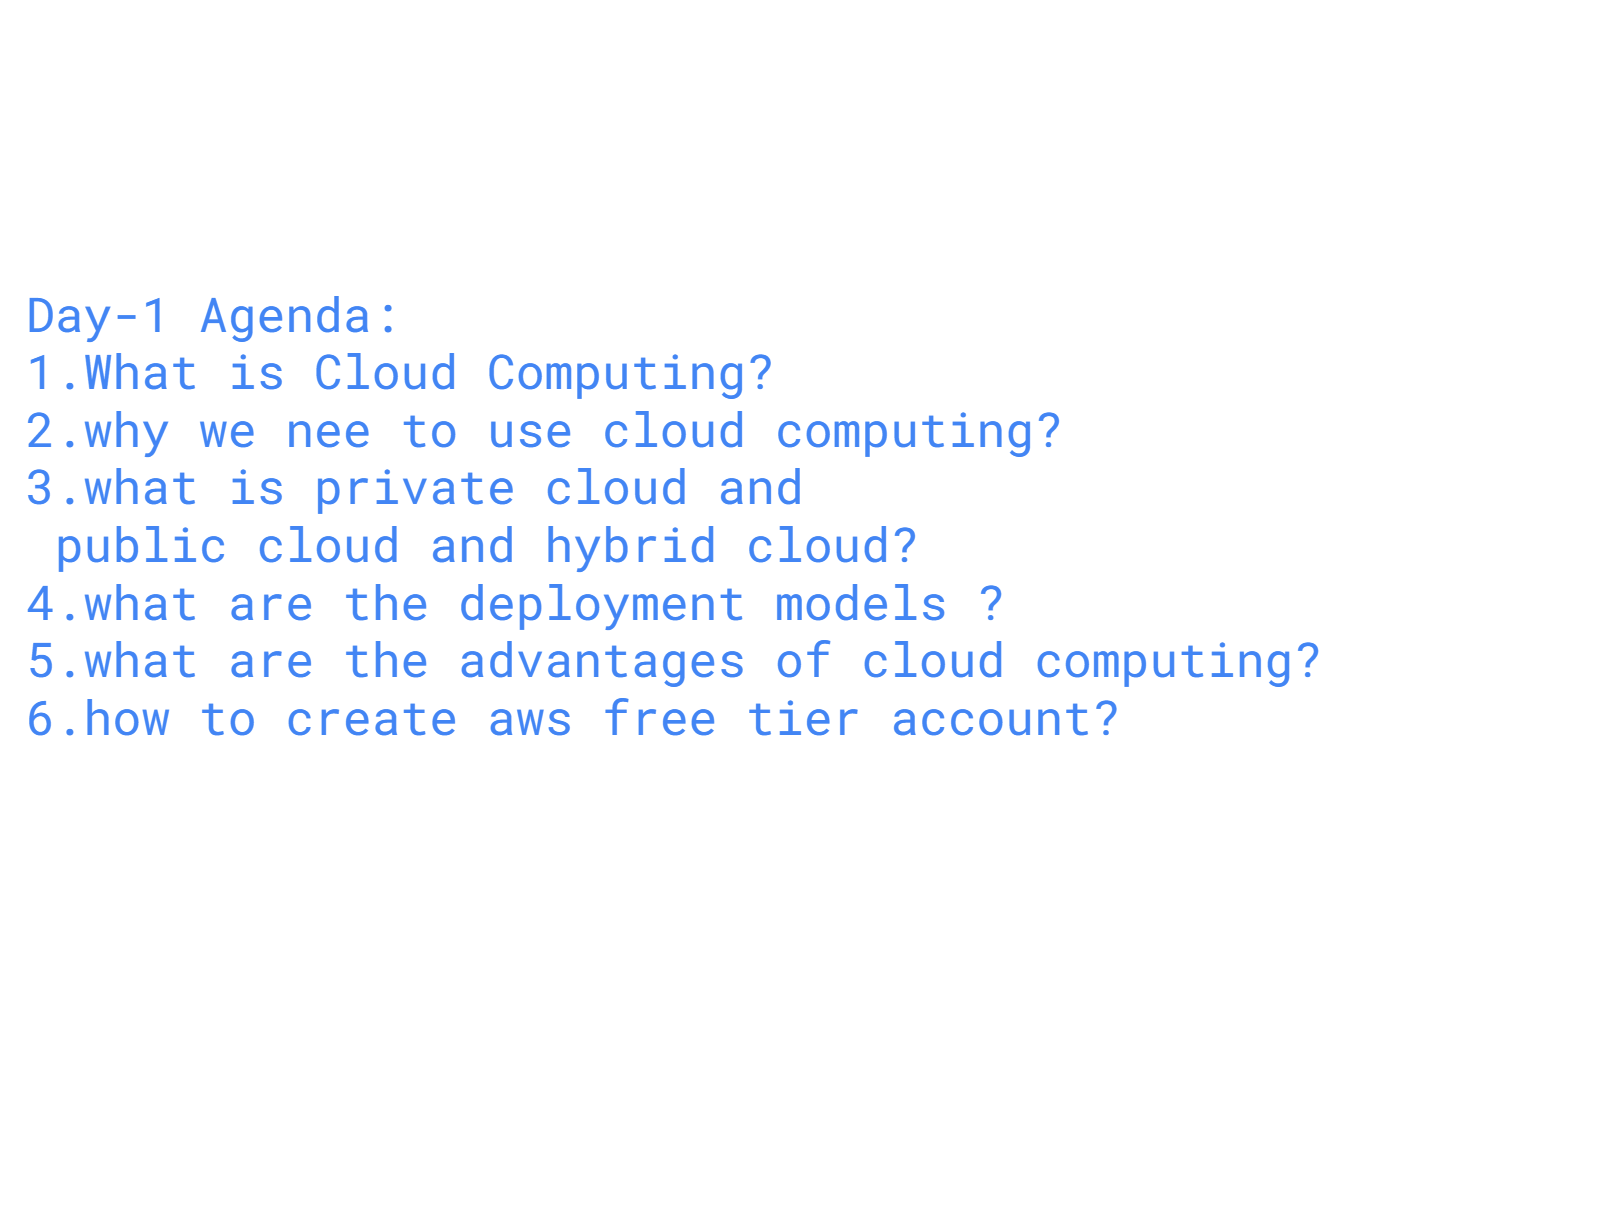 Day-1 Agenda:
1.What is Cloud Computing?
2.why we nee to use cloud computing?
3.what is private cloud and
public cloud and hybrid cloud?
4.what are the deployment models ?
5.what are the advantages of cloud computing?
6.how to create aws free tier account?